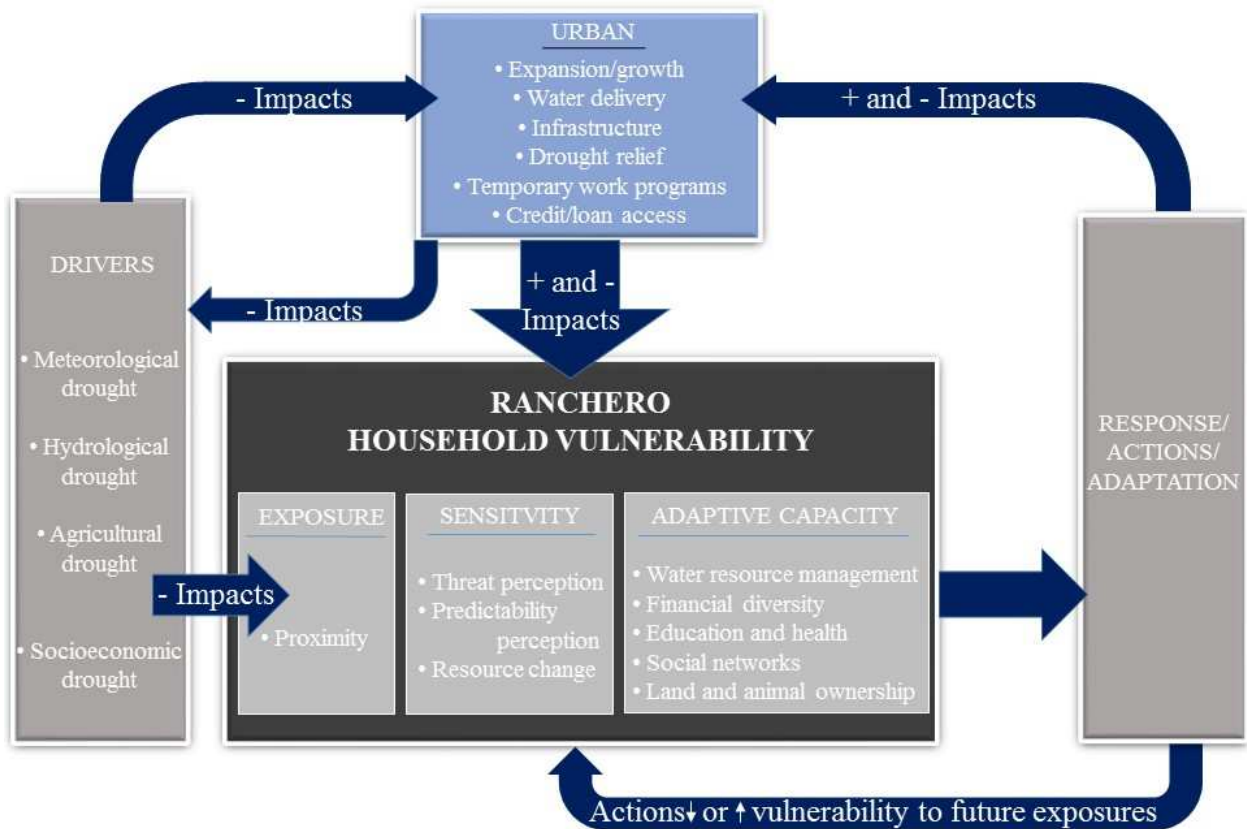 URBAN
• Expansion/growth
• Water delivery
• Infrastructure
• Drought relief
• Temporary work programs
• Credit/loan access
- Impacts
+ and - Impacts
- Impacts
+ and -
Impacts
DRIVERS
• Meteorological
drought
• Hydrological
drought
• Agricultural
drought
• Socioeconomic
drought
- Impacts
RANCHERO
HOUSEHOLD VULNERABILITY
EXPOSURE
• Proximity
SENSITVITY
• Threat perception
• Predictability
perception
• Resource change
ADAPTIVE CAPACITY
• Water resource management
• Financial diversity
• Education and health
• Social networks
• Land and animal ownership
RESPONSE/
ACTIONS/
ADAPTATION
Actions↓ or ↑ vulnerability to future exposures